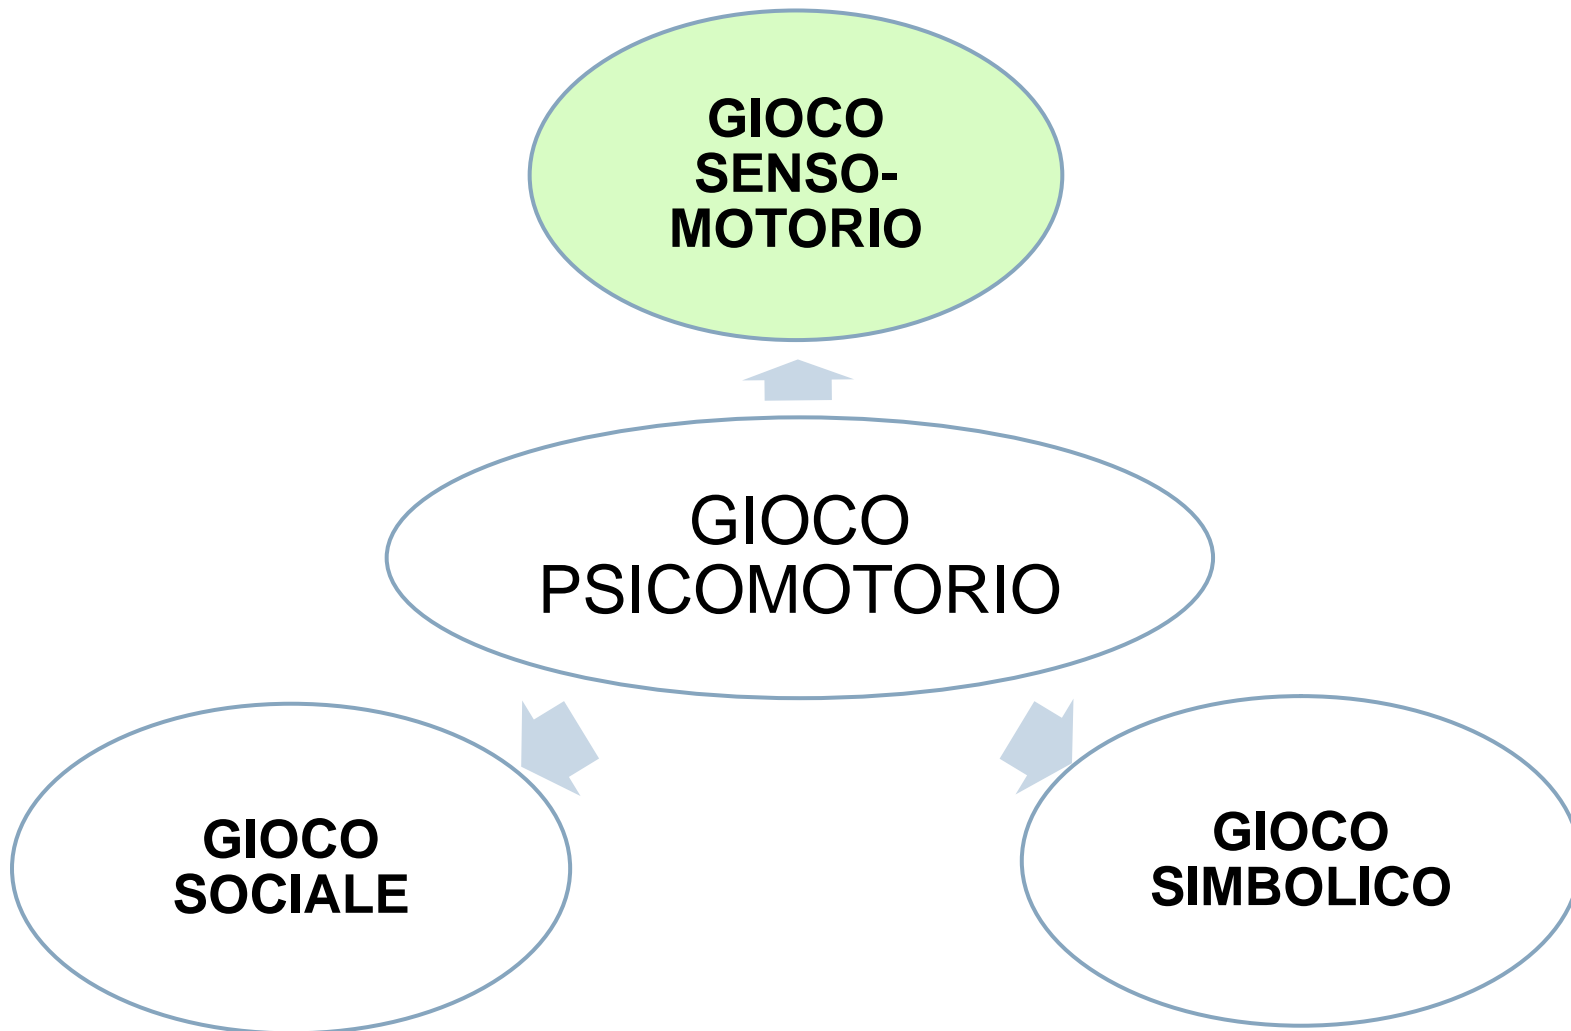 GIOCO
SENSO-
MOTORIO
GIOCO
PSICOMOTORIO
GIOCO
SOCIALE
GIOCO
SIMBOLICO